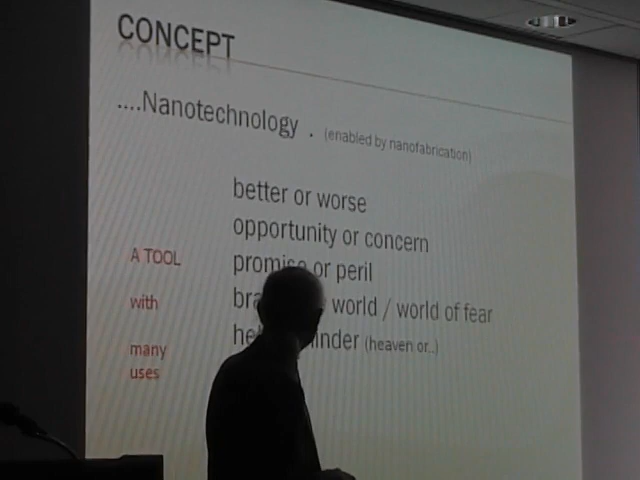 CONCEPT
....Nanotechnology . (enabled by nanofabrication)
better or worse
opportunity or concern
A TOOL
promise or peril
with
world / world of fear
many
(heaven or..)
uses